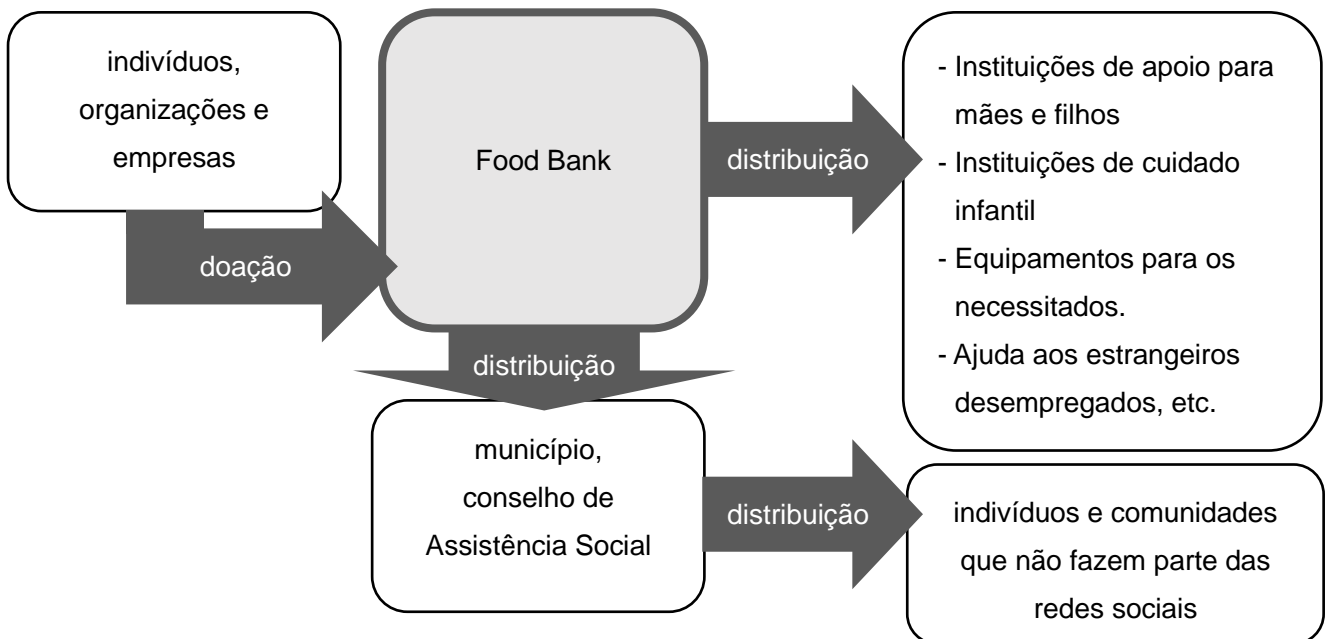 indivíduos,
organizações e
empresas
doação
Food Bank
distribuição
- Instituições de apoio para
mães e filhos
- Instituições de cuidado
infantil
- Equipamentos para os
necessitados.
- Ajuda aos estrangeiros
desempregados, etc.
distribuição
município,
conselho de
Assistência Social
distribuição
indivíduos e comunidades
que não fazem parte das
redes sociais